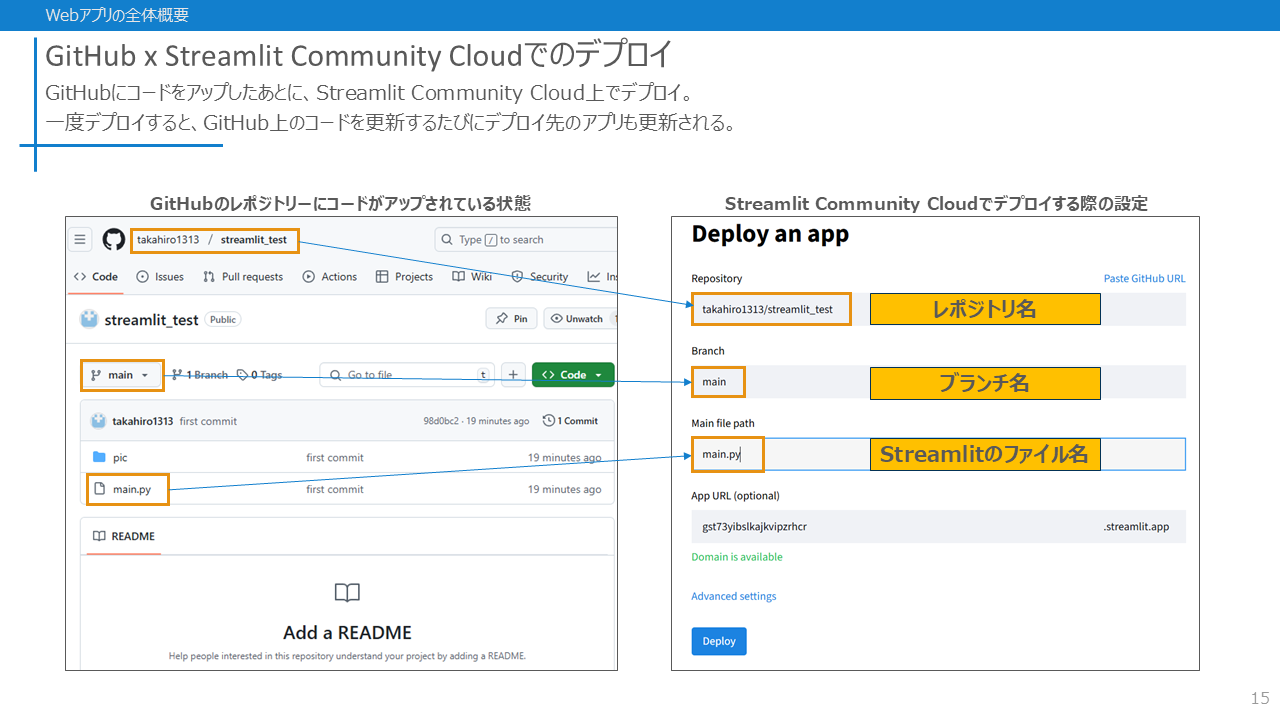 Webアプリの全体概要
GitHub x Streamlit Community Cloudでのデプロイ
GitHubにコードをアップしたあとに、Streamlit Community Cloud上でデプロイ。
一度デプロイすると、GitHub上のコードを更新するたびにデプロイ先のアプリも更新される。
GitHubのレポジトリーにコードがアップされている状態
takahiro1313 / streamlit_test
Type / to search
Code Issues Pull requests Actions Projects Wiki Security Ins
streamlit_test Public
Pin Unwatch 1
main 1 Branch 0 Tags Go to file t + Code
takahiro1313 first commit 98d0bc2 · 19 minutes ago 1 Commit
pic first commit 19 minutes ago
main.py first commit 19 minutes ago
README
Add a README
Help people interested in this repository understand your project by adding a README.
Streamlit Community Cloudでデプロイする際の設定
Deploy an app
Repository Paste GitHub URL
takahiro1313/streamlit_test レポジトリ名
Branch
main ブランチ名
Main file path
main.py Streamlitのファイル名
App URL (optional)
gst73yibslkajkvipzrhcr .streamlit.app
Domain is available
Advanced settings
Deploy
15